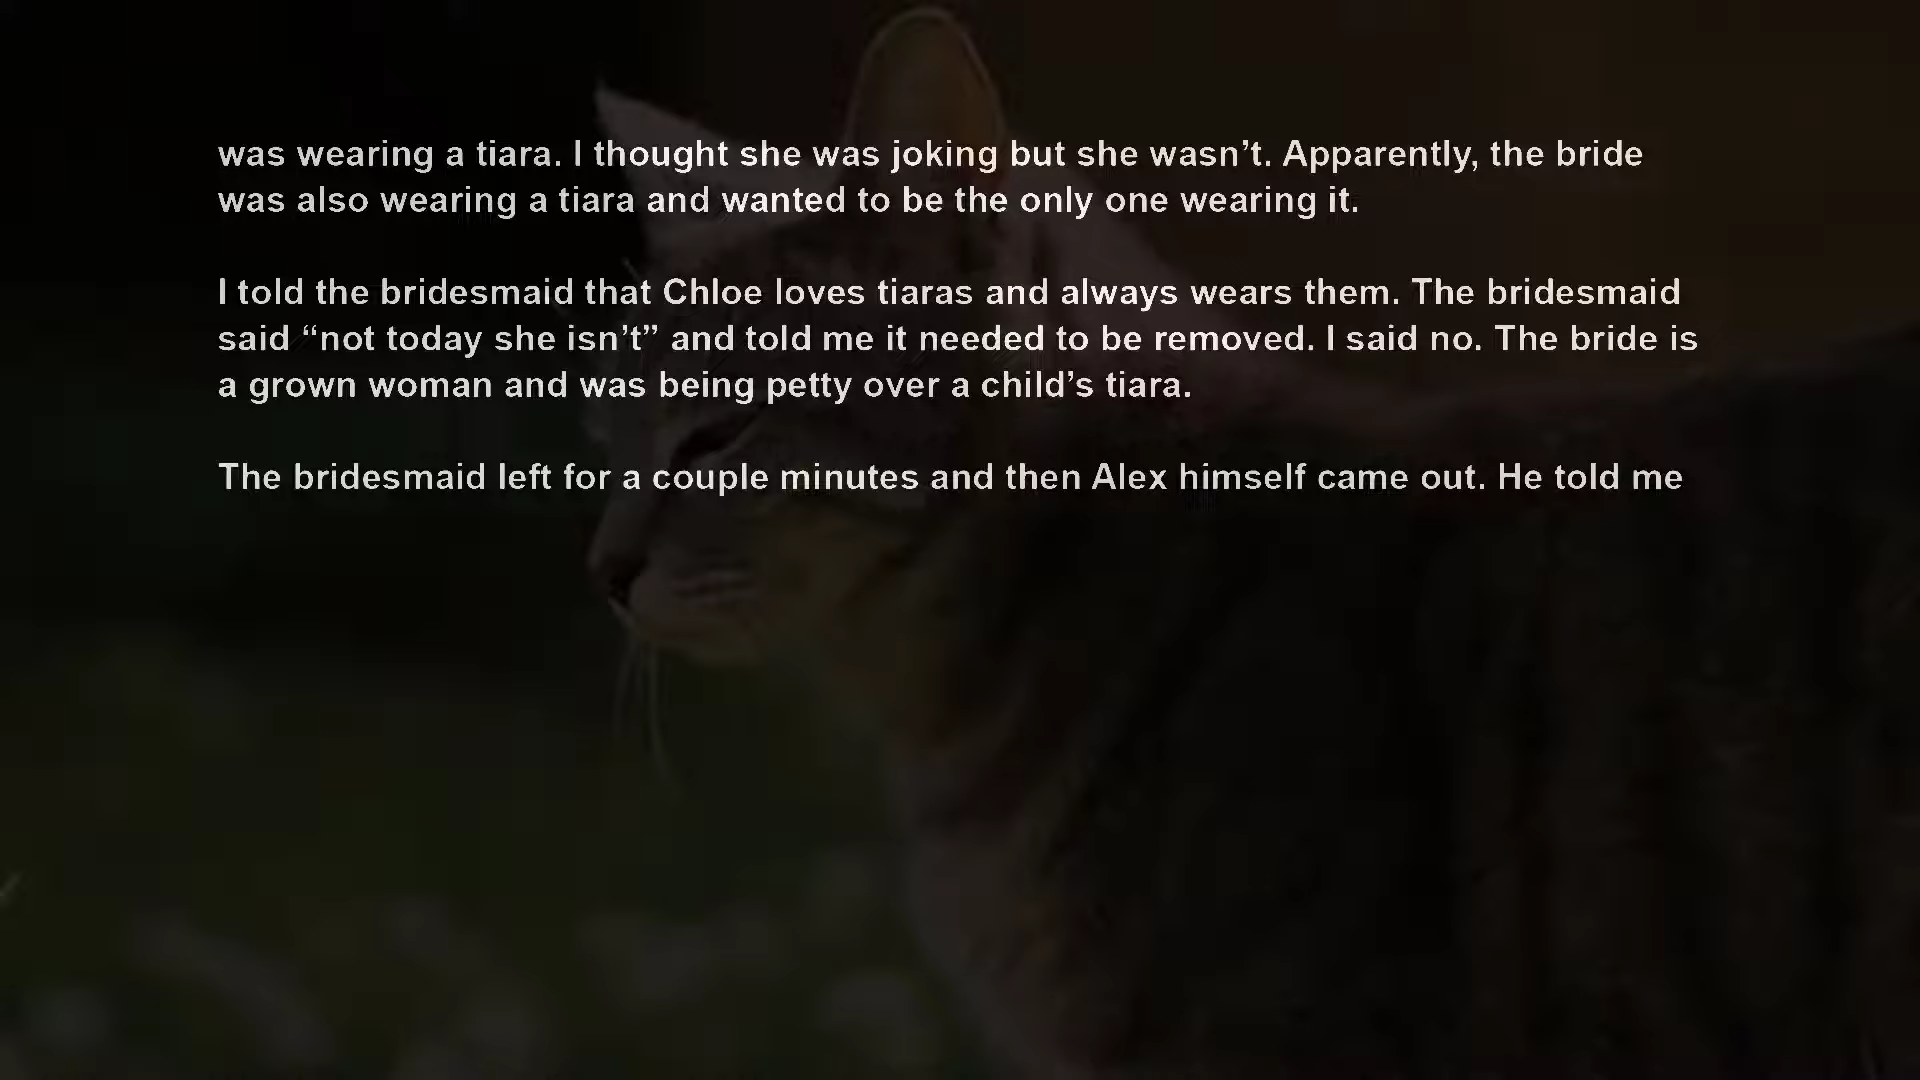 was wearing a tiara. I thought she was joking but she wasn’t. Apparently, the bride
was also wearing a tiara and wanted to be the only one wearing it.
I told the bridesmaid that Chloe loves tiaras and always wears them. The bridesmaid
said “not today she isn’t” and told me it needed to be removed. I said no. The bride is
a grown woman and was being petty over a child’s tiara.
The bridesmaid left for a couple minutes and then Alex himself came out. He told me